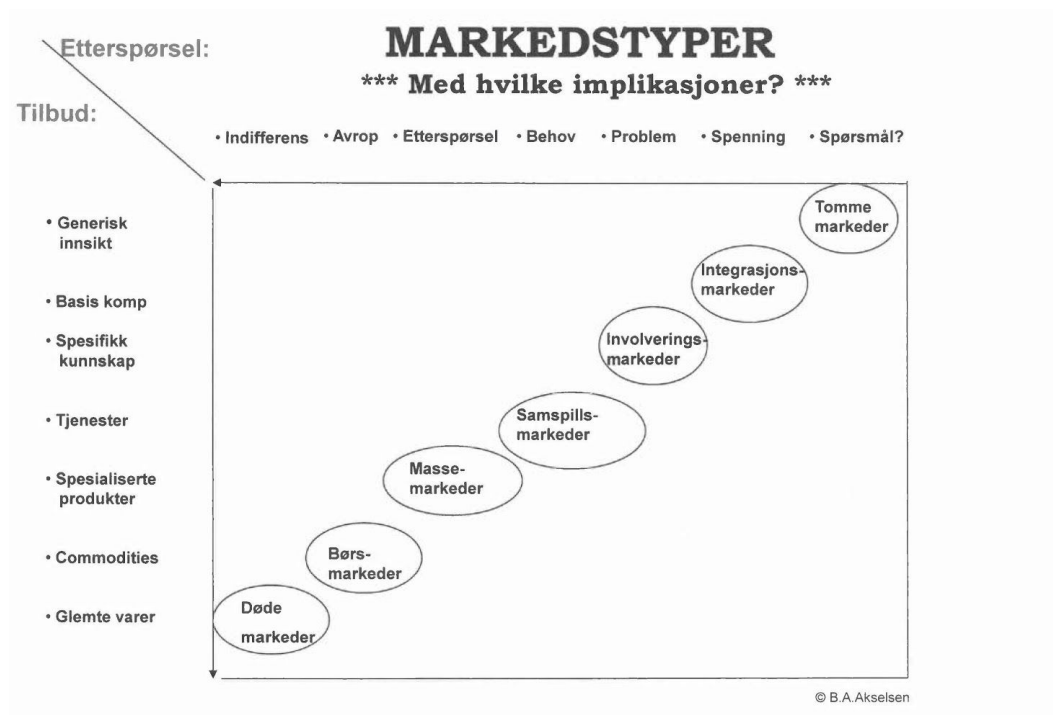 MARKEDSTYPER
Etterspørsel:
*** Med hvilke implikasjoner? ***
Tilbud:
• Indifferens • Avrop • Etterspørsel • Behov • Problem • Spenning • Spørsmål?
Tomme
markeder
• Generisk
innsikt
Integrasjons-
markeder
• Basis komp
• Spesifikk
kunnskap
Involverings-
markeder
• Tjenester
Samspills-
markeder
Masse-
markeder
• Spesialiserte
produkter
Børs-
markeder
• Commodities
Døde
markeder
• Glemte varer
© B.A.Akselsen